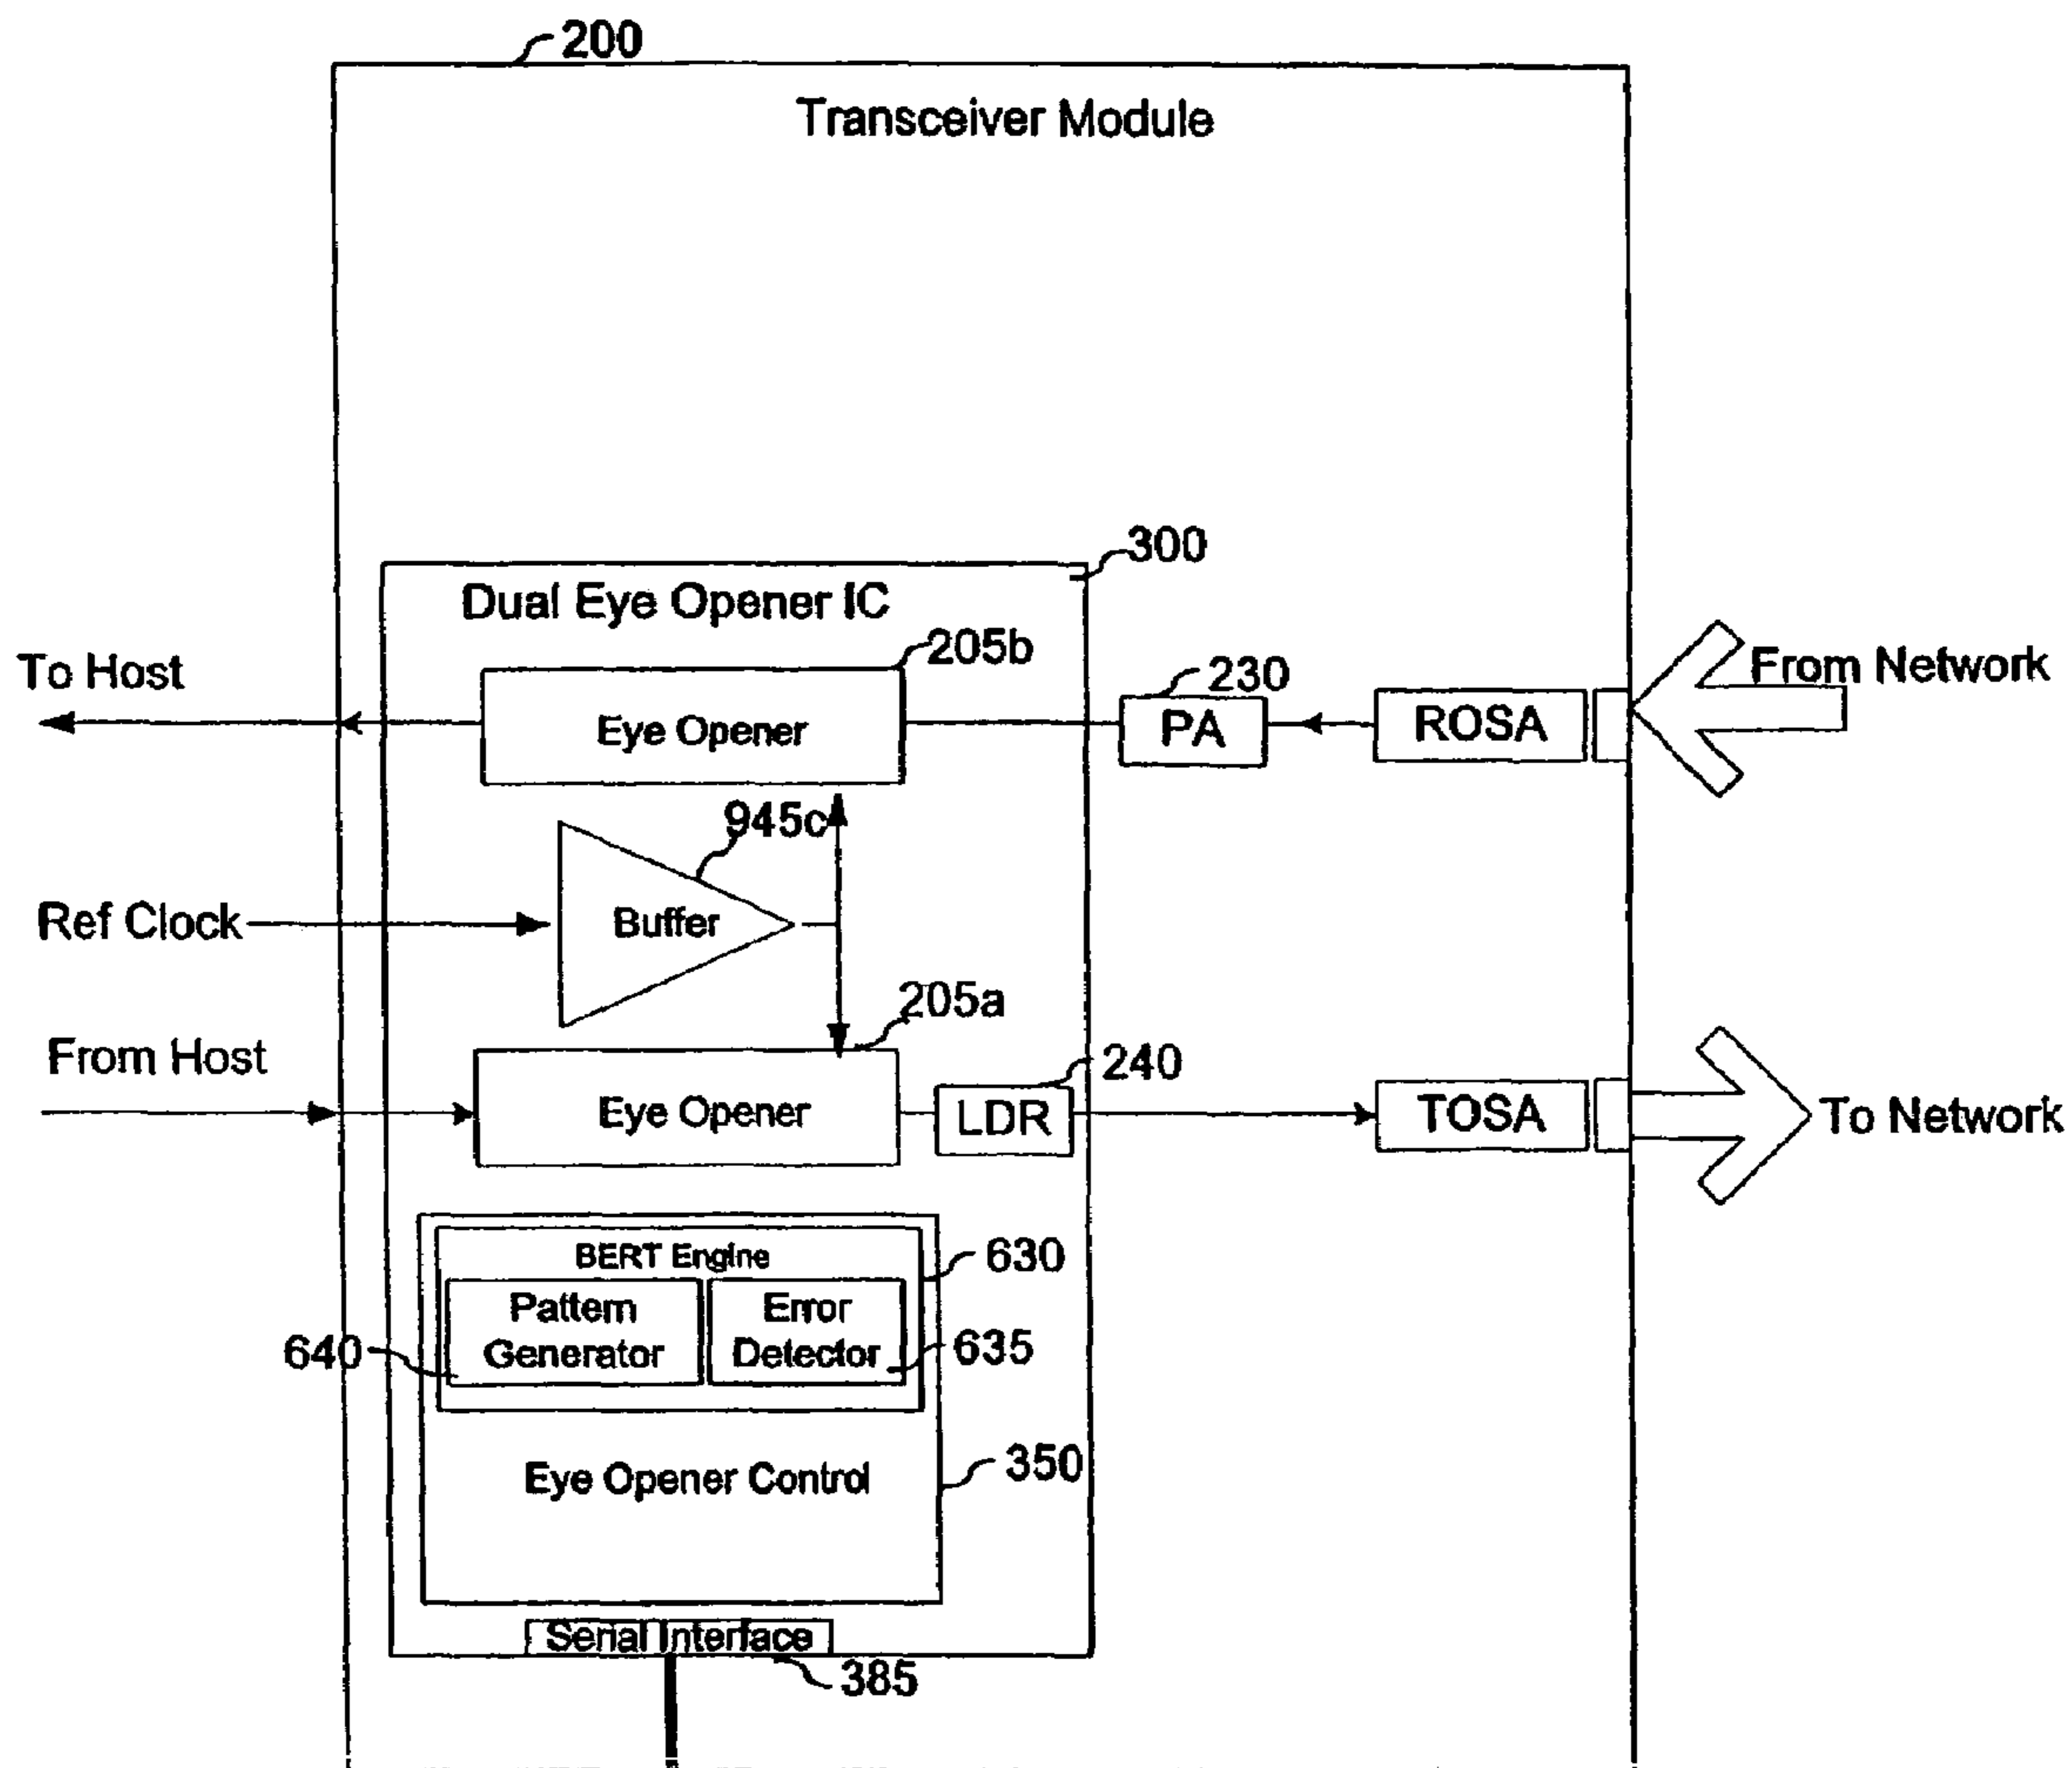 200
Transceiver Module
300
Dual Eye Opener IC
205b
To Host
230
From Network
Eye Opener
PA
ROSA
945c
Ref Clock
Buffer
205a
From Host
240
Eye Opener
LDR
TOSA
To Network
BERT Engine
630
Pattern
Generator
Error
Detector
640
635
Eye Opener Control
350
Serial Interface
385